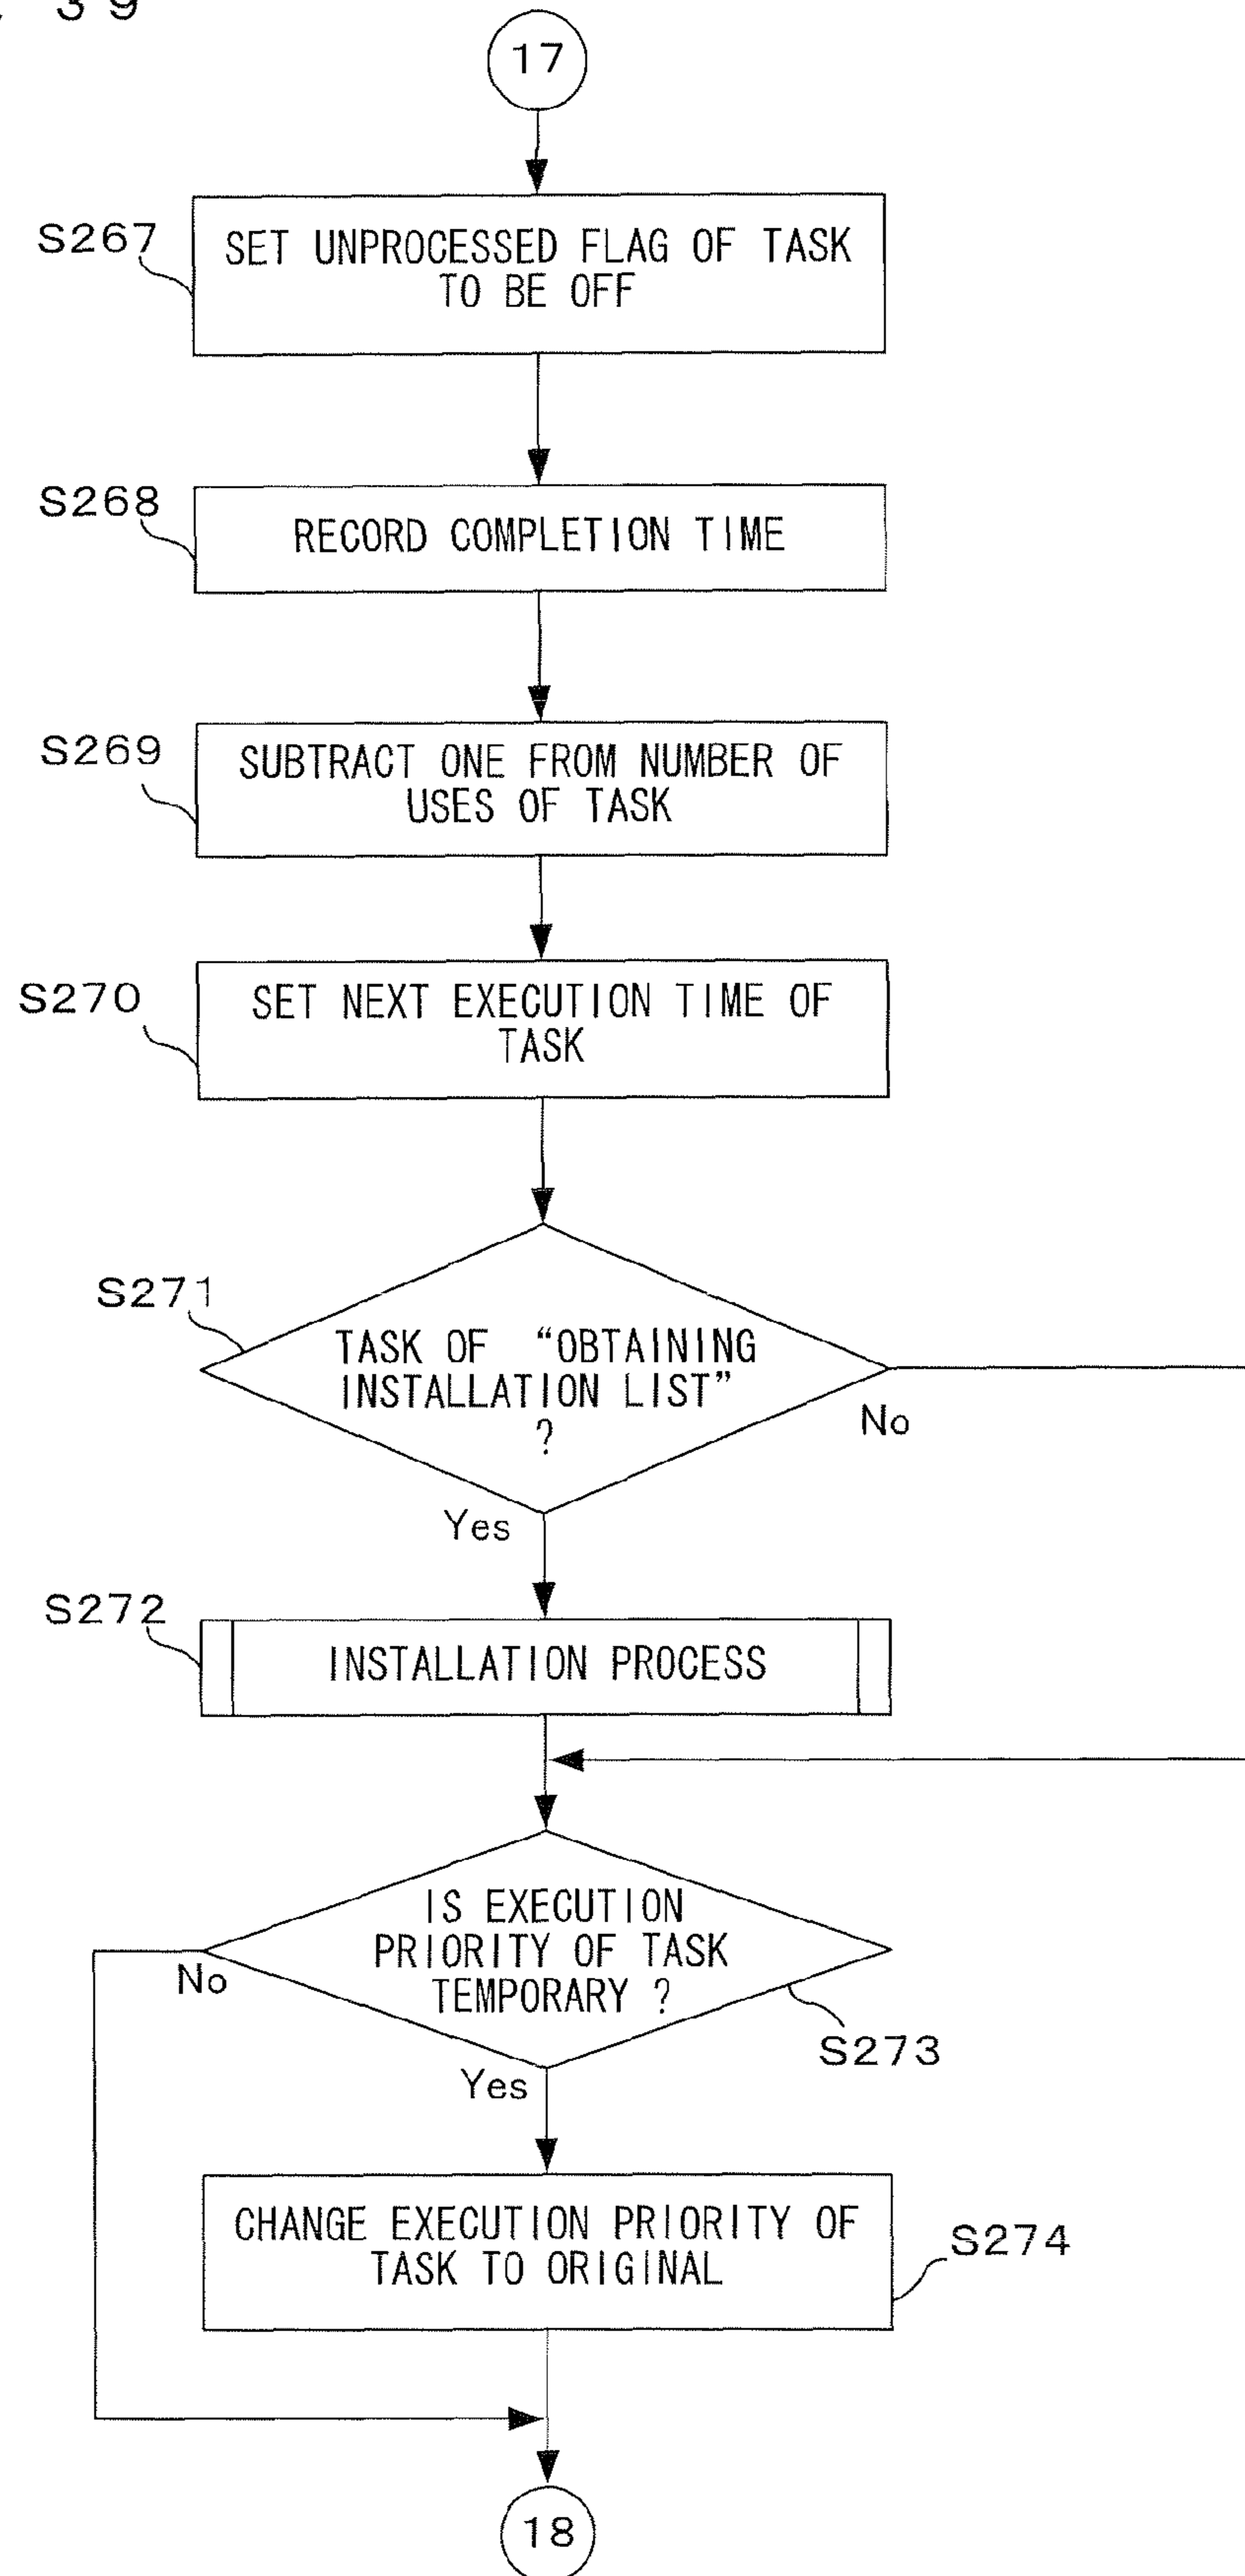 39
17
S267
SET UNPROCESSED FLAG OF TASK
TO BE OFF
S268
RECORD COMPLETION TIME
S269
SUBTRACT ONE FROM NUMBER OF
USES OF TASK
S270
SET NEXT EXECUTION TIME OF
TASK
S271
TASK OF “OBTAINING
INSTALLATION LIST”
?
No
Yes
S272
INSTALLATION PROCESS
IS EXECUTION
PRIORITY OF TASK
TEMPORARY ?
No
S273
Yes
CHANGE EXECUTION PRIORITY OF
TASK TO ORIGINAL
S274
18